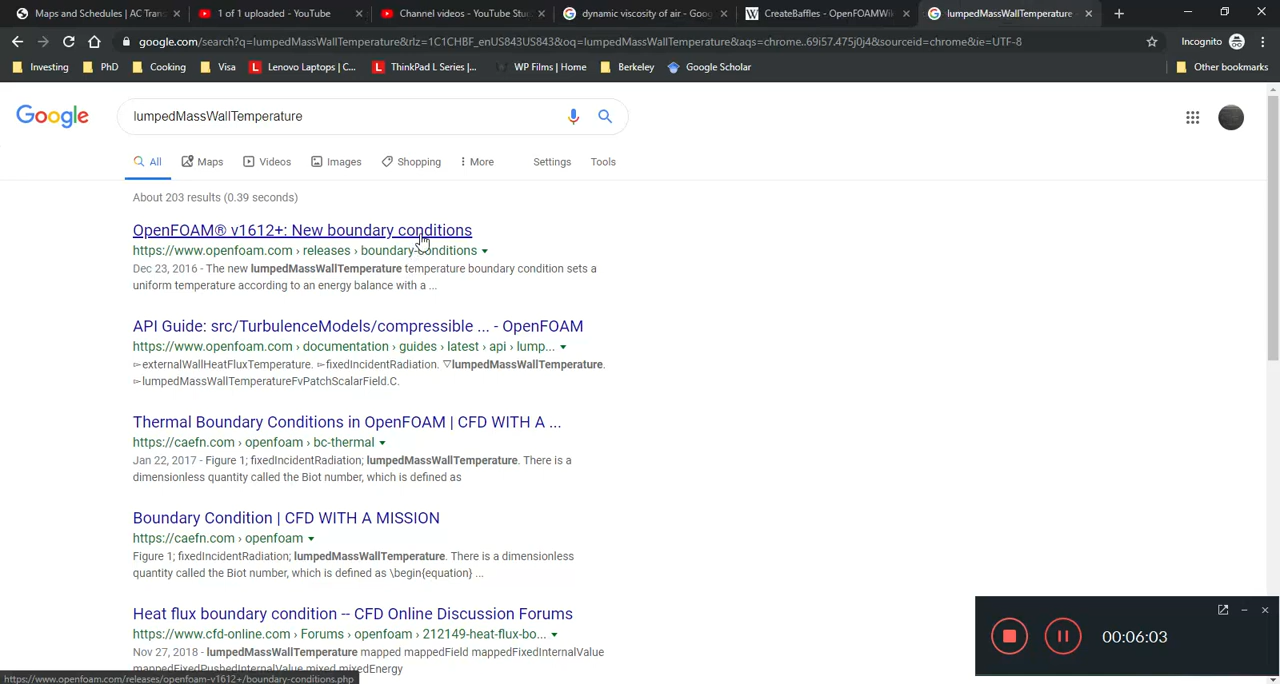 Maps and Schedules | AC Tran
1 of 1 uploaded - YouTube
Channel videos - YouTube Stu
dynamic viscosity of air - Goog
CreateBaffles - OpenFOAMWi
lumpedMassWallTemperature
google.com/search?q=lumpedMassWallTemperature&rlz=1C1CHBF_enUS843US843&oq=lumpedMassWallTemperature&aqs=chrome..69i57.475j0j4&sourceid=chrome&ie=UTF-8
Incognito
Investing
PhD
Cooking
Visa
Lenovo Laptops | C...
ThinkPad L Series |...
WP Films | Home
Berkeley
Google Scholar
Other bookmarks
Google
lumpedMassWallTemperature
All
Maps
Videos
Images
Shopping
More
Settings
Tools
About 203 results (0.39 seconds)
OpenFOAM® v1612+: New boundary conditions
https://www.openfoam.com › releases › boundary-conditions
Dec 23, 2016 - The new lumpedMassWallTemperature temperature boundary condition sets a
uniform temperature according to an energy balance with a ...
API Guide: src/TurbulenceModels/compressible ... - OpenFOAM
https://www.openfoam.com › documentation › guides › latest › api › lump...
▻externalWallHeatFluxTemperature. ▻fixedIncidentRadiation. ▽lumpedMassWallTemperature.
▻lumpedMassWallTemperatureFvPatchScalarField.C.
Thermal Boundary Conditions in OpenFOAM | CFD WITH A ...
https://caefn.com › openfoam › bc-thermal
Jan 22, 2017 - Figure 1; fixedIncidentRadiation; lumpedMassWallTemperature. There is a
dimensionless quantity called the Biot number, which is defined as
Boundary Condition | CFD WITH A MISSION
https://caefn.com › openfoam
Figure 1; fixedIncidentRadiation; lumpedMassWallTemperature. There is a dimensionless
quantity called the Biot number, which is defined as \begin{equation} ...
Heat flux boundary condition -- CFD Online Discussion Forums
https://www.cfd-online.com › Forums › openfoam › 212149-heat-flux-bo...
Nov 27, 2018 - lumpedMassWallTemperature mapped mappedField mappedFixedInternalValue
mappedFixedPushedInternalValue mixed mixedEnergy
00:06:03
https://www.openfoam.com/releases/openfoam-v1612+/boundary-conditions.php